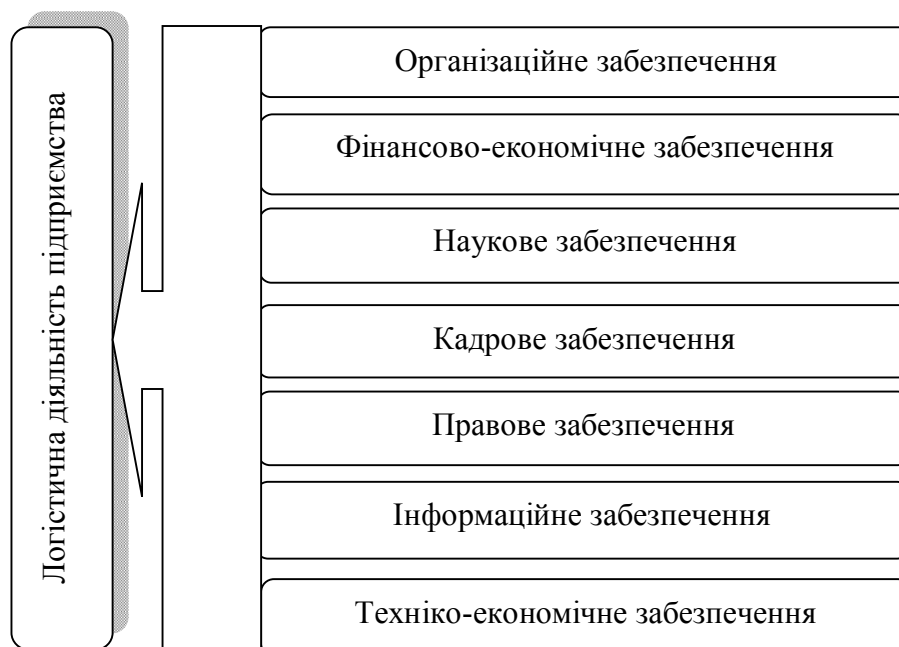 Логістична діяльність підприємства
Організаційне забезпечення
Фінансово-економічне забезпечення
Наукове забезпечення
Кадрове забезпечення
Правове забезпечення
Інформаційне забезпечення
Техніко-економічне забезпечення